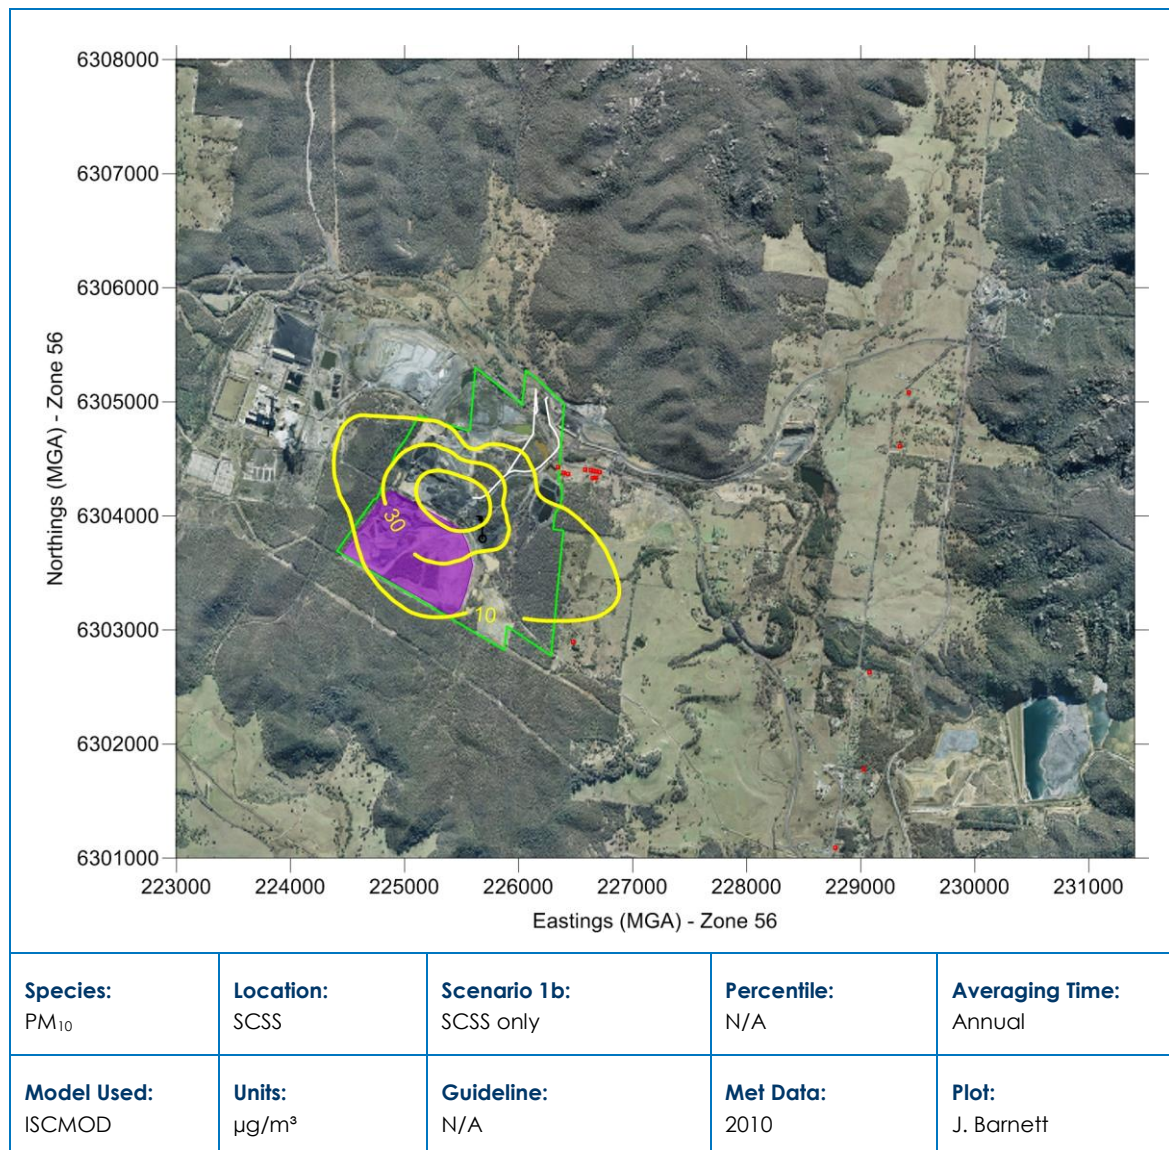 6308000
6307000
6306000
6305000
6304000
6303000
6302000
6301000
Northings (MGA) - Zone 56
30
10
223000 224000 225000 226000 227000 228000 229000 230000 231000
Eastings (MGA) - Zone 56
Species: Location: Scenario 1b: Percentile: Averaging Time:
PM₁₀ SCSS SCSS only N/A Annual
Model Used: Units: Guideline: Met Data: Plot:
ISCMOD µg/m³ N/A 2010 J. Barnett